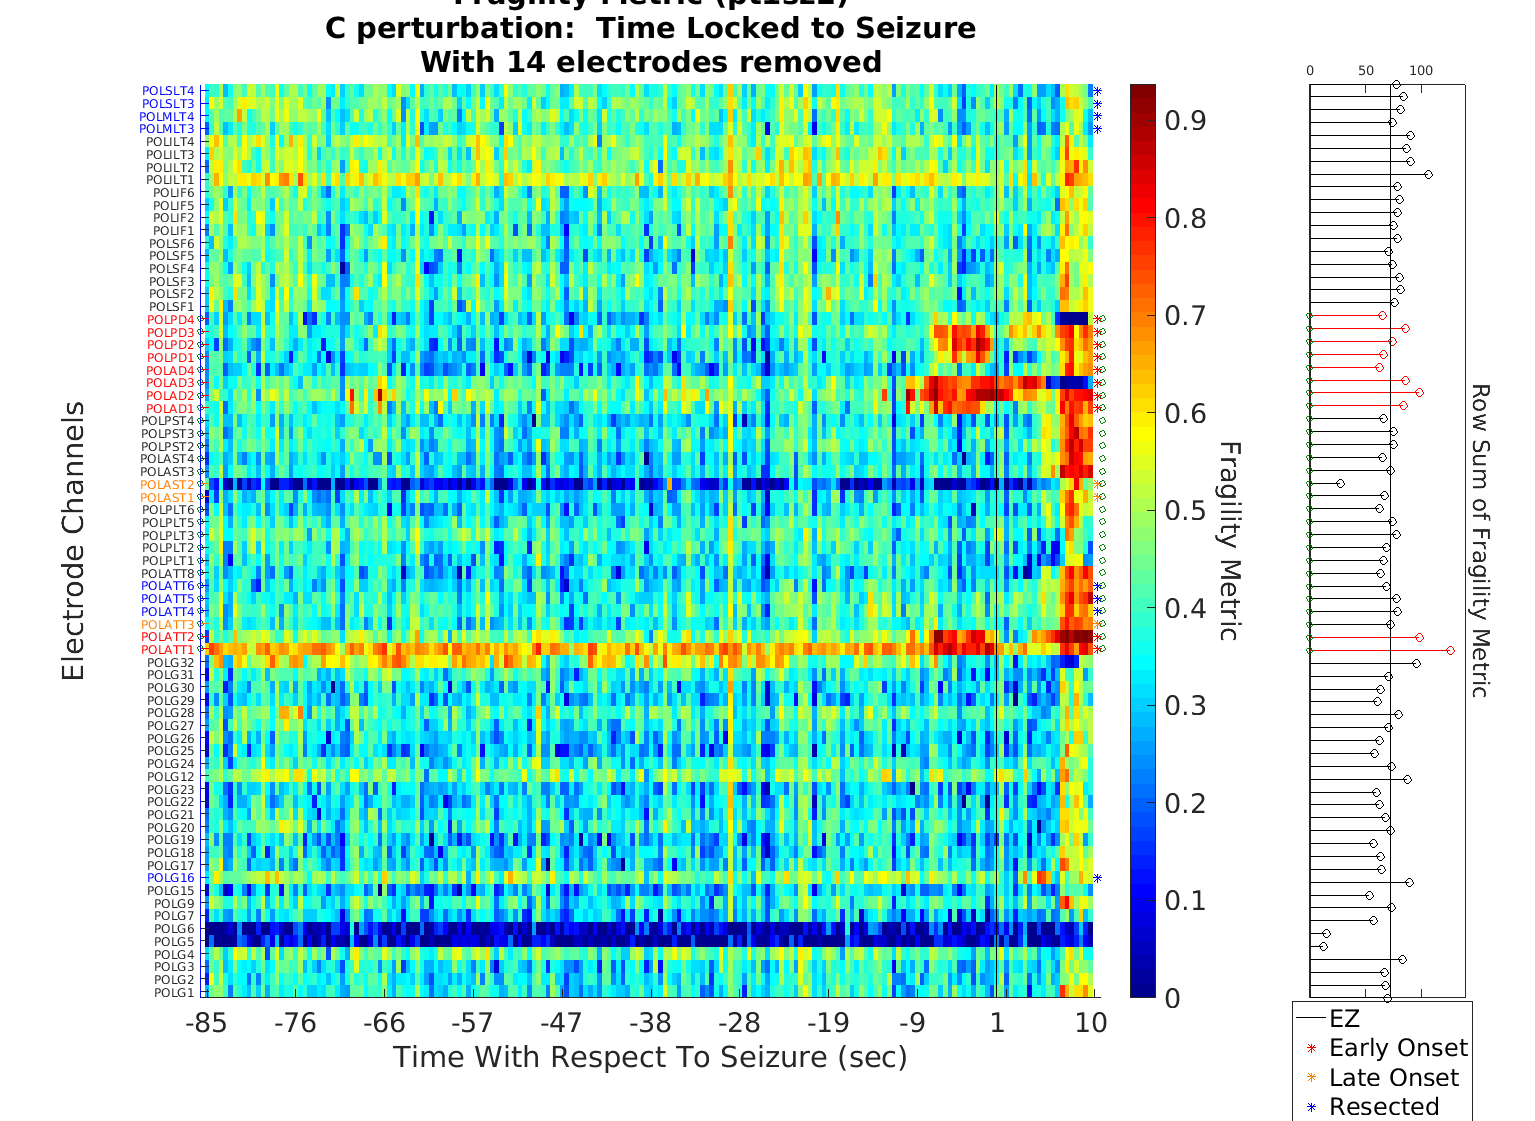 Fragility Metric (pt1sz2)
C perturbation:  Time Locked to Seizure
With 14 electrodes removed
POLSLT4
POLSLT3
POLMLT4
POLMLT3
POLILT4
POLILT3
POLILT2
POLILT1
POLIF6
POLIF5
POLIF2
POLIF1
POLSF6
POLSF5
POLSF4
POLSF3
POLSF2
POLSF1
POLPD4
POLPD3
POLPD2
POLPD1
POLAD4
POLAD3
POLAD2
POLAD1
POLPST4
POLPST3
POLPST2
POLAST4
POLAST3
POLAST2
POLAST1
POLPLT6
POLPLT5
POLPLT3
POLPLT2
POLPLT1
POLATT8
POLATT6
POLATT5
POLATT4
POLATT3
POLATT2
POLATT1
POLG32
POLG31
POLG30
POLG29
POLG28
POLG27
POLG26
POLG25
POLG24
POLG12
POLG23
POLG22
POLG21
POLG20
POLG19
POLG18
POLG17
POLG16
POLG15
POLG9
POLG7
POLG6
POLG5
POLG4
POLG3
POLG2
POLG1
Electrode Channels
-85 -76 -66 -57 -47 -38 -28 -19 -9 1 10
Time With Respect To Seizure (sec)
0.9
0.8
0.7
0.6
0.5
0.4
0.3
0.2
0.1
0
Fragility Metric
0 50 100
Row Sum of Fragility Metric
EZ
Early Onset
Late Onset
Resected